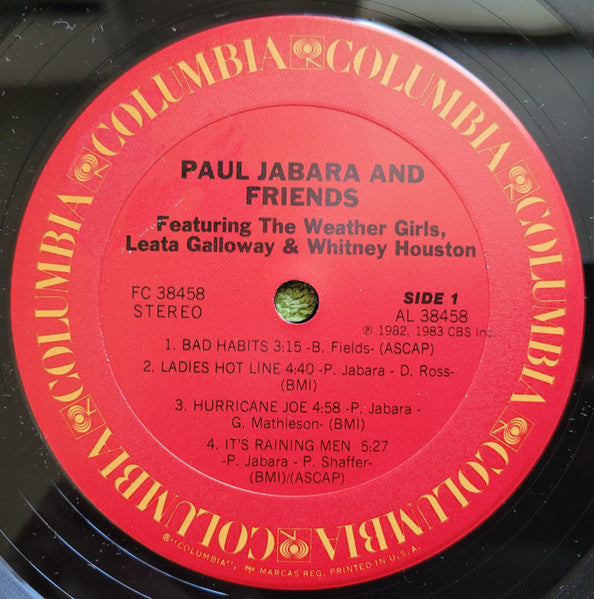 COLUMBIA COLUMBIA COLUMBIA COLUMBIA COLUMBIA COLUMBIA COLUMBIA
PAUL JABARA AND
FRIENDS
Featuring The Weather Girls,
Leata Galloway & Whitney Houston
FC 38458 SIDE 1
STEREO AL 38458
℗ 1982, 1983 CBS Inc.
1. BAD HABITS 3:15 -B. Fields- (ASCAP)
2. LADIES HOT LINE 4:40 -P. Jabara - D. Ross-
(BMI)
3. HURRICANE JOE 4:58 -P. Jabara -
G. Mathieson- (BMI)
4. IT'S RAINING MEN 5:27
-P. Jabara - P. Shaffer-
(BMI)/(ASCAP)
®"COLUMBIA", MARCAS REG. PRINTED IN U.S.A.